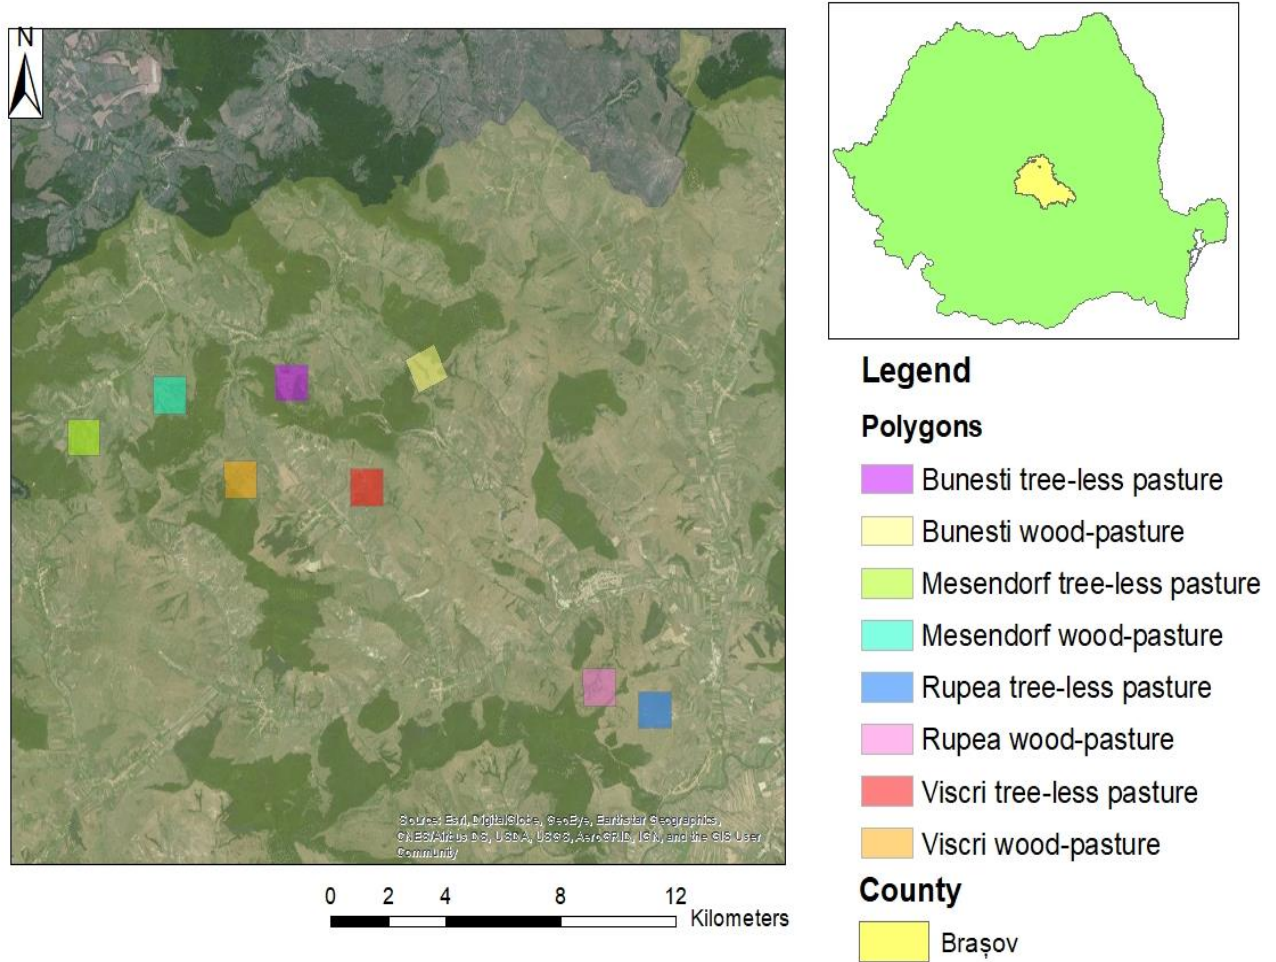 N
Source: Esri, DigitalGlobe, GeoEye, Earthstar Geographics,
CNES/Airbus DS, USDA, USGS, AeroGRID, IGN, and the GIS User
Community
0 2 4 8 12
Kilometers
Legend
Polygons
Bunesti tree-less pasture
Bunesti wood-pasture
Mesendorf tree-less pasture
Mesendorf wood-pasture
Rupea tree-less pasture
Rupea wood-pasture
Viscri tree-less pasture
Viscri wood-pasture
County
Brașov